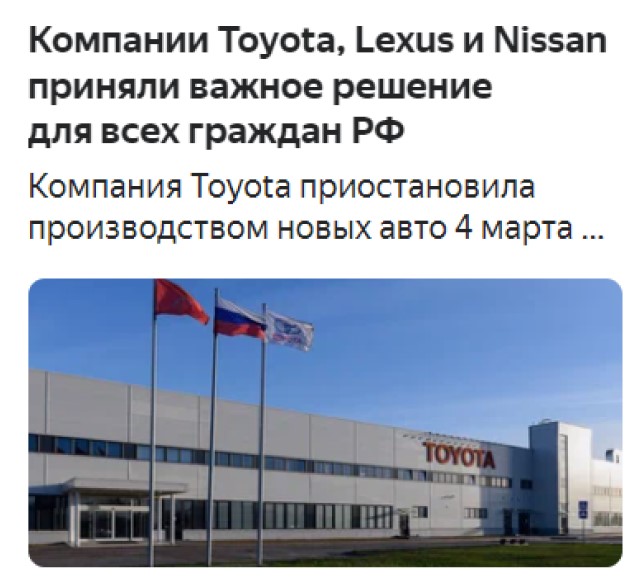 Компании Toyota, Lexus и Nissan
приняли важное решение
для всех граждан РФ
Компания Toyota приостановила
производством новых авто 4 марта ...
TOYOTA